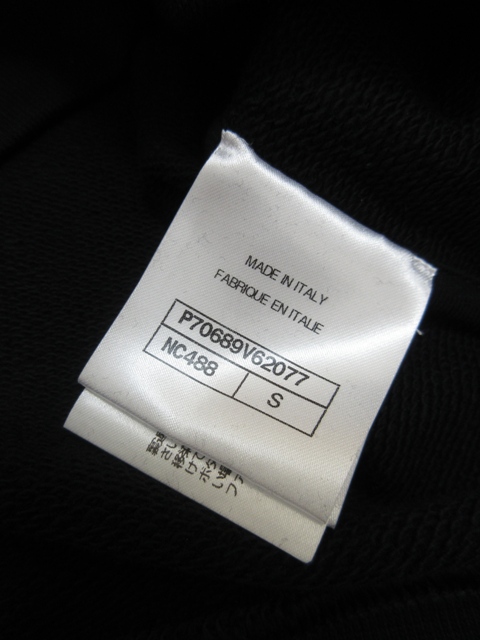 MADE IN ITALY
FABRIQUE EN ITALIE
P70689V62077
NC488
S